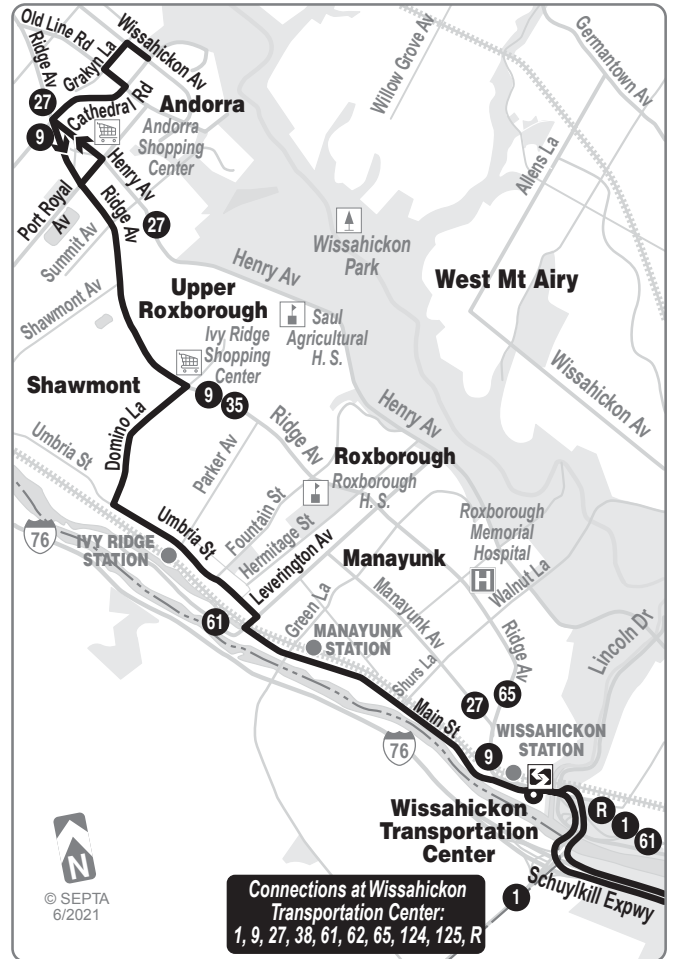 Old Line Rd
Wissahickon Av
Ridge Av
Grakyn La
Willow Grove Av
Germantown Av
27
9
Cathedral Rd
Andorra
Andorra
Shopping
Center
Allens La
Henry Av
Port Royal
Av
Ridge Av
27
Summit Av
Wissahickon
Park
Shawmont Av
Henry Av
West Mt Airy
Upper
Roxborough
Saul
Agricultural
H. S.
Ivy Ridge
Shopping
Center
Wissahickon Av
Shawmont
9
35
Domino La
Ridge Av
Henry Av
Umbria St
Parker Av
Roxborough
Roxborough
H. S.
Roxborough
Memorial
Hospital
H
76
IVY RIDGE
STATION
Umbria St
Fountain St
Hermitage St
Leverington Av
Manayunk
Walnut La
Green La
Manayunk Av
61
MANAYUNK
STATION
Ridge Av
Lincoln Dr
Shurs La
27
65
Main St
76
9
WISSAHICKON
STATION
Wissahickon
Transportation
Center
R
1
61
N
© SEPTA
6/2021
Connections at Wissahickon
Transportation Center:
1, 9, 27, 38, 61, 62, 65, 124, 125, R
1
Schuylkill Expwy